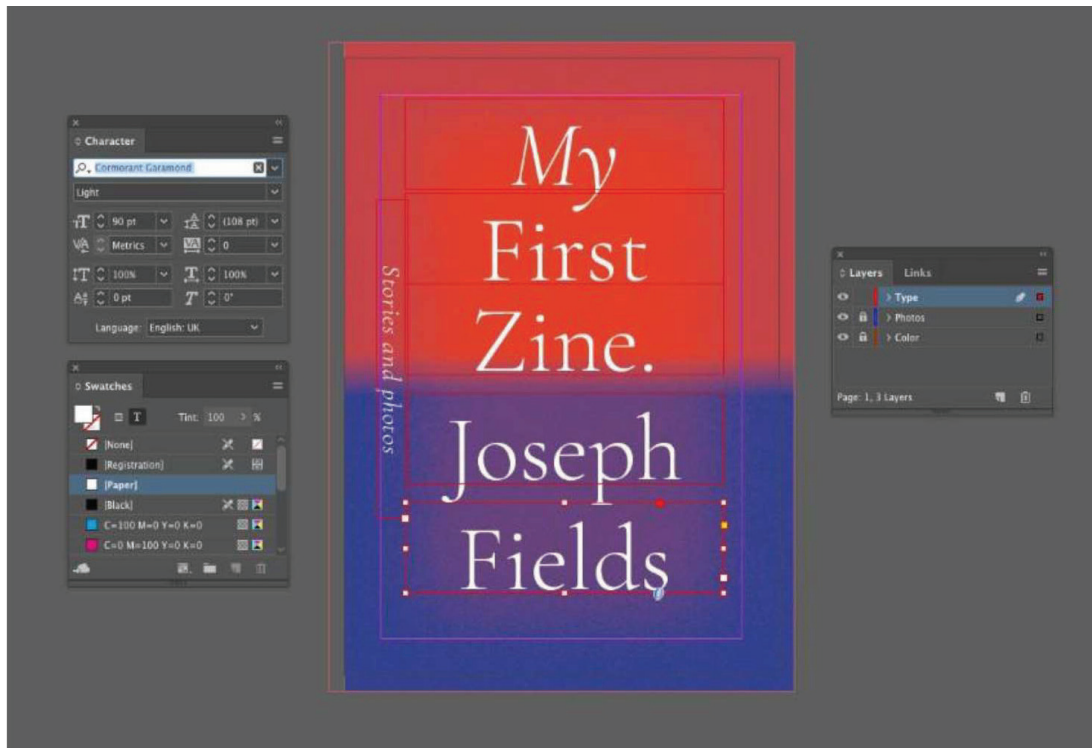 Character
Cormorant Garamond
Light
90 pt
(108 pt)
Metrics
0
100%
100%
0 pt
0°
Language: English: UK
Swatches
T
Tint: 100 > %
[None]
[Registration]
[Paper]
[Black]
C=100 M=0 Y=0 K=0
C=0 M=100 Y=0 K=0
My
First
Zine.
Joseph
Fields
Stories and photos
Layers Links
Type
Photos
Color
Page: 1, 3 Layers